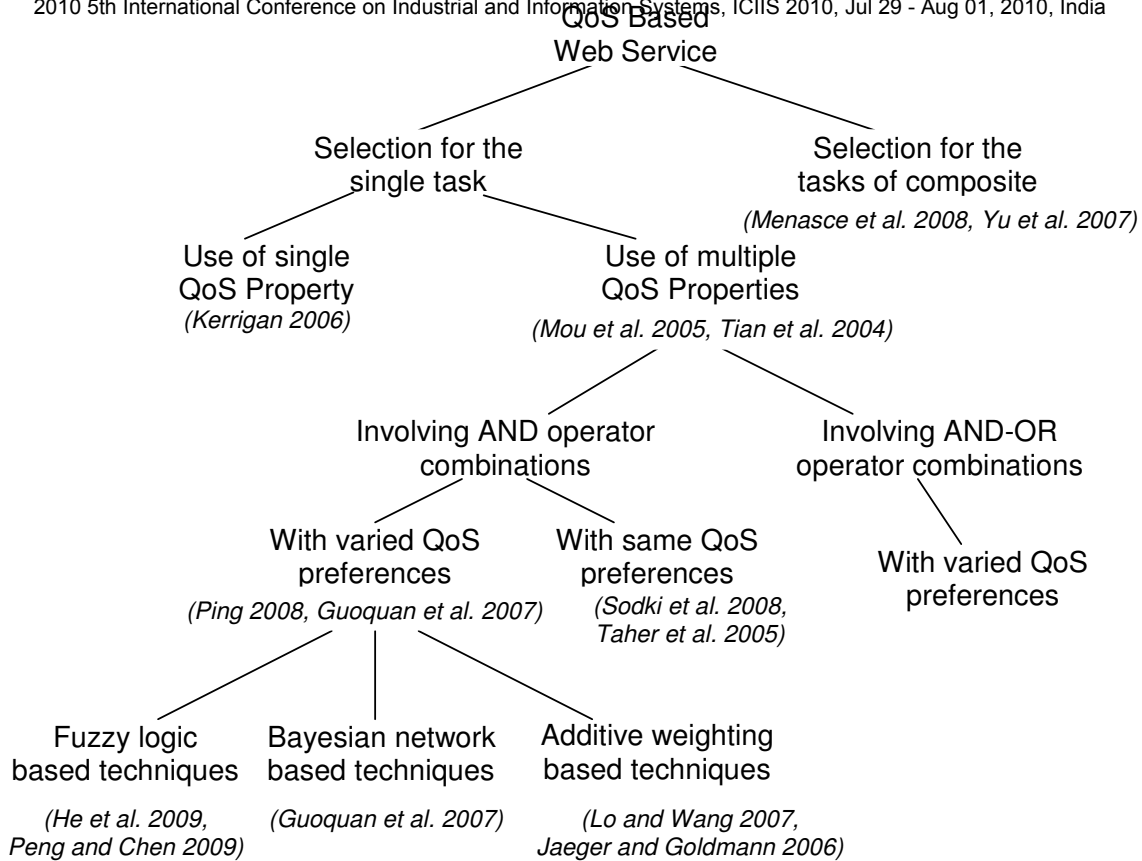 2010 5th International Conference on Industrial and Information Systems, ICIIS 2010, Jul 29 - Aug 01, 2010, India
QoS Based
Web Service
Selection for the
single task
Selection for the
tasks of composite
(Menasce et al. 2008, Yu et al. 2007)
Use of single
QoS Property
(Kerrigan 2006)
Use of multiple
QoS Properties
(Mou et al. 2005, Tian et al. 2004)
Involving AND operator
combinations
Involving AND-OR
operator combinations
With varied QoS
preferences
(Ping 2008, Guoquan et al. 2007)
With same QoS
preferences
(Sodki et al. 2008,
Taher et al. 2005)
With varied QoS
preferences
Fuzzy logic
based techniques
(He et al. 2009,
Peng and Chen 2009)
Bayesian network
based techniques
(Guoquan et al. 2007)
Additive weighting
based techniques
(Lo and Wang 2007,
Jaeger and Goldmann 2006)